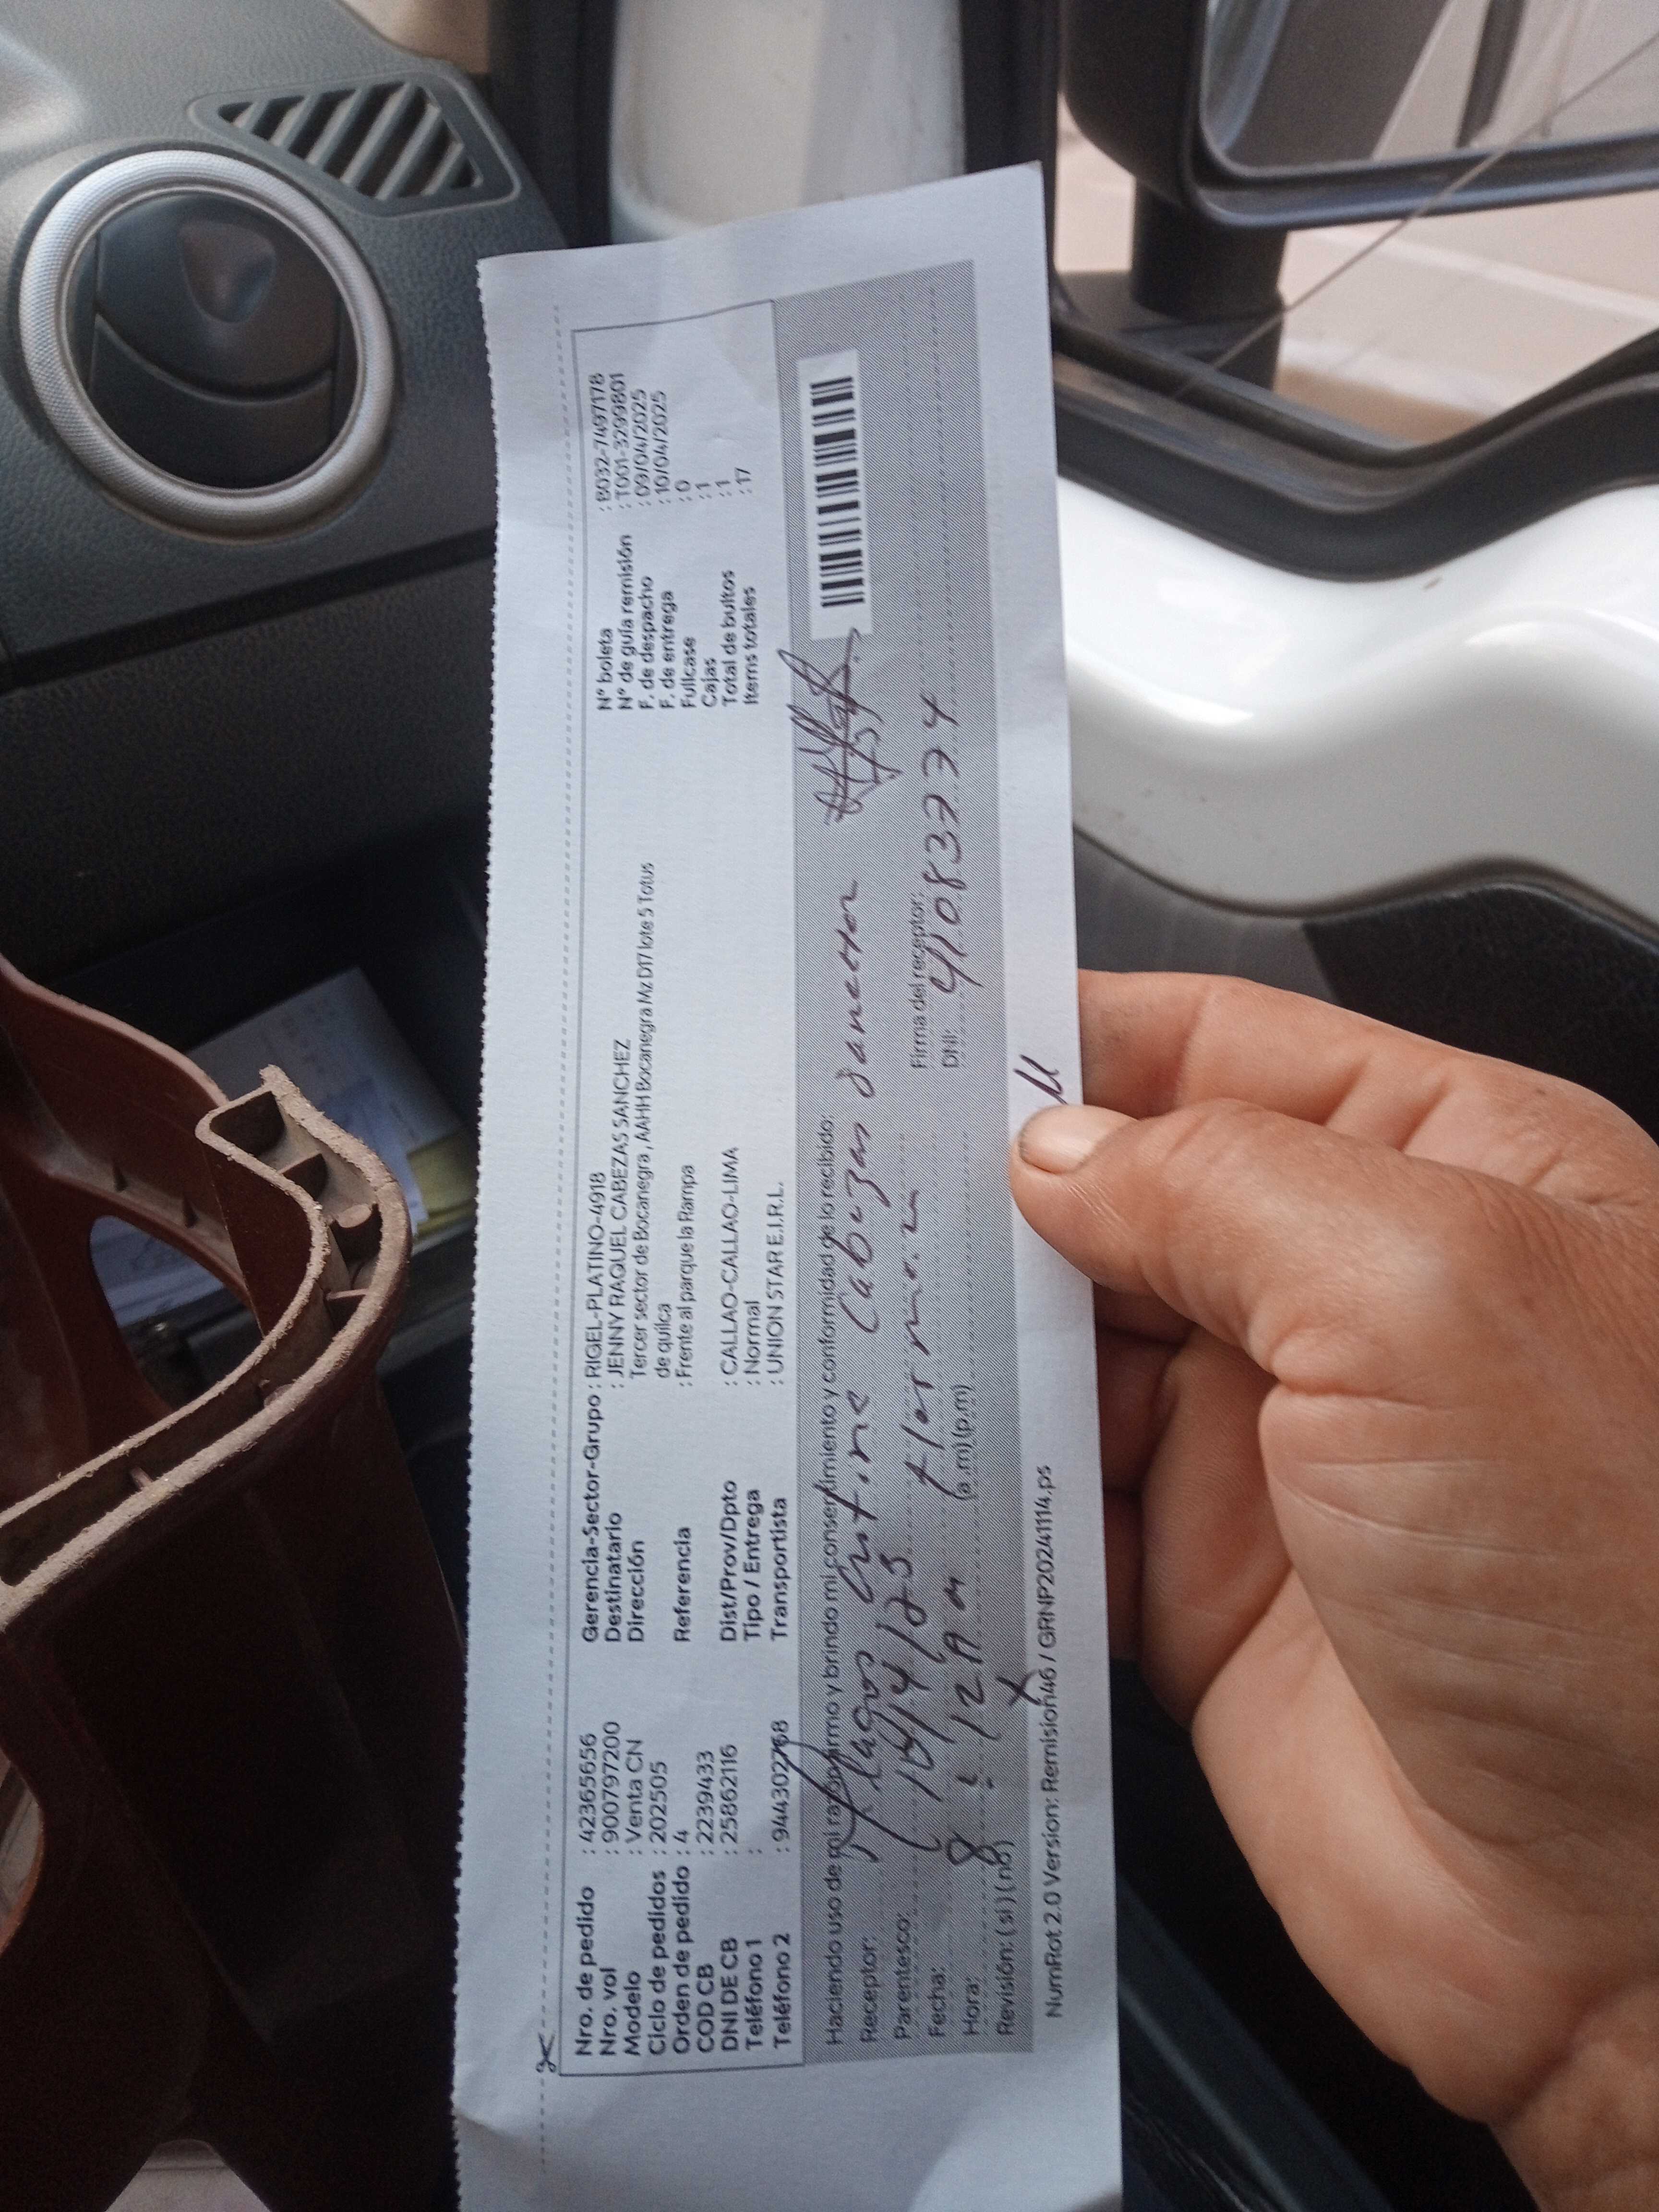 Nro. de pedido : 42365656
Nro. vol : 900797200
Modelo : Venta CN
Ciclo de pedidos : 202505
Orden de pedido : 4
COD CB : 2239433
DNI DE CB : 25862116
Teléfono 1 :
Teléfono 2 : 944302768
Gerencia-Sector-Grupo : RIGEL-PLATINO-4918
Destinatario : JENNY RAQUEL CABEZAS SANCHEZ
Dirección Tercer sector de Bocanegra , AAHH Bocanegra Mz D17 lote 5 Totus
de quilca
Referencia : Frente al parque la Rampa
Dist/Prov/Dpto : CALLAO-CALLAO-LIMA
Tipo / Entrega : Normal
Transportista : UNION STAR E.I.R.L.
N° boleta : B032-7497178
N° de guía remisión : T001-3299801
F. de despacho : 09/04/2025
F. de entrega : 10/04/2025
Fullcase : 0
Cajas : 1
Total de bultos : 1
Items totales : 17
Haciendo uso de mi raciocinio y brindo mi consentimiento y conformidad de lo recibido:
Receptor: Cabezas
Parentesco:
Fecha: 10/4/25
Hora: 8:12 A (a.m) (p.m)
Revisión: (si) (no) X
Firma del receptor:
DNI: 41083774
NumRot 2.0 Version: Remision46 / GRNP20241114.ps